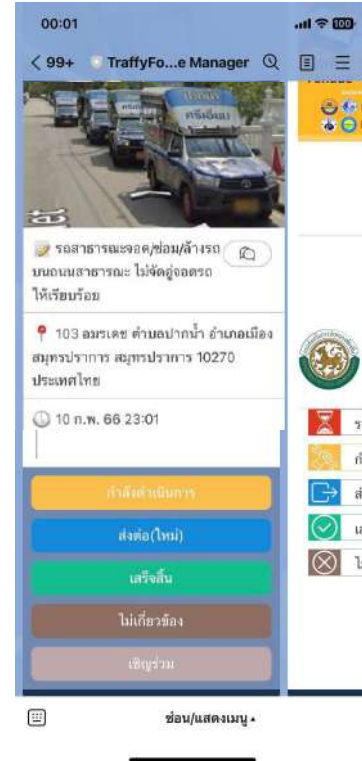 00:01
100
< 99+ TraffyFo...e Manager
ศรีเอี่ยม
รถสาธารณะจอด/ซ่อม/ล้างรถ
บนถนนสาธารณะ ไม่จัดอู่จอดรถ
ให้เรียบร้อย
103 อมรเดช ตำบลปากน้ำ อำเภอเมือง
สมุทรปราการ สมุทรปราการ 10270
ประเทศไทย
10 ก.พ. 66 23:01
กำลังดำเนินการ
ส่งต่อ(ใหม่)
เสร็จสิ้น
ไม่เกี่ยวข้อง
เชิญร่วม
ซ่อน/แสดงเมนู